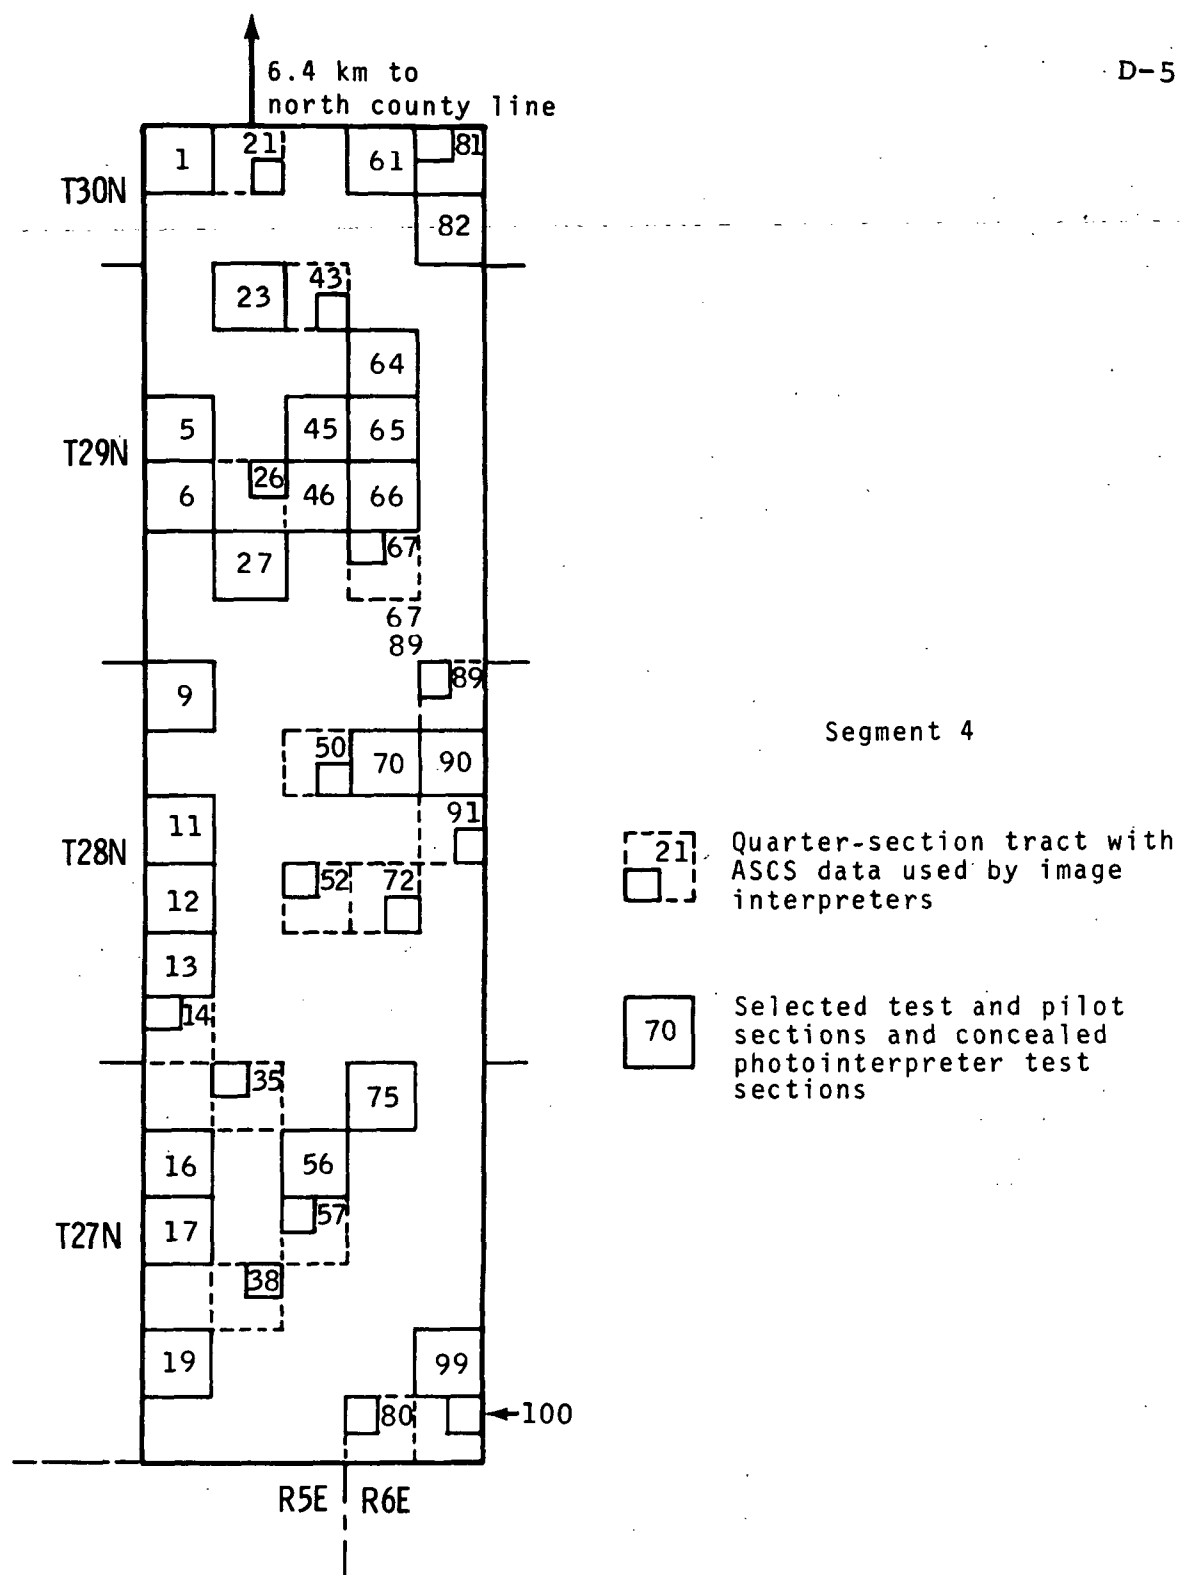 D-5
6.4 km to
north county line
1 21 61 81
T30N
82
23 43
64
5 45 65
T29N
6 26 46 66
27 67
67
89
9 89
Segment 4
50 70 90
11 91
T28N
12 52 72
13
14
35 75
16 56
T27N
17 57
38
19 99
80 100
R5E R6E
21 Quarter-section tract with
ASCS data used by image
interpreters
70 Selected test and pilot
sections and concealed
photointerpreter test
sections